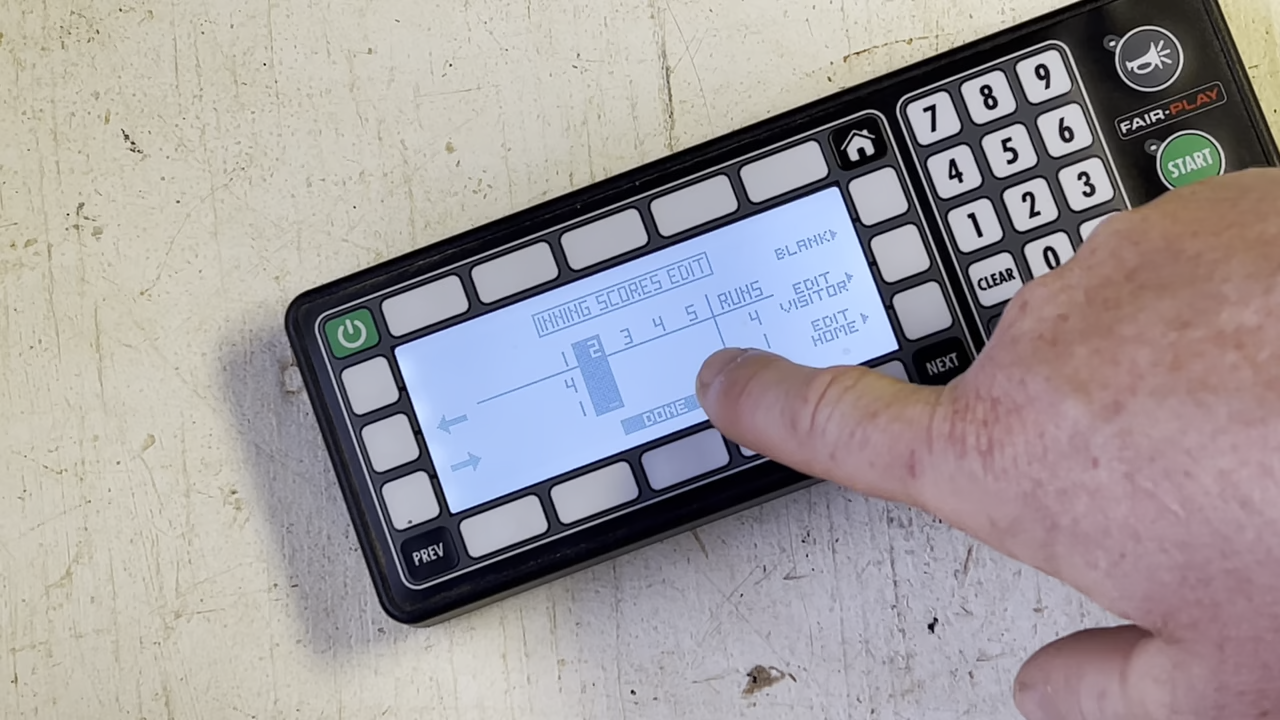 INNING SCORES EDIT
1 2 3 4 5 RUNS
4 4
1 1
DONE
BLANK
EDIT
VISITOR
EDIT
HOME
PREV
NEXT
7 8 9
4 5 6
1 2 3
CLEAR 0
FAIR-PLAY
START